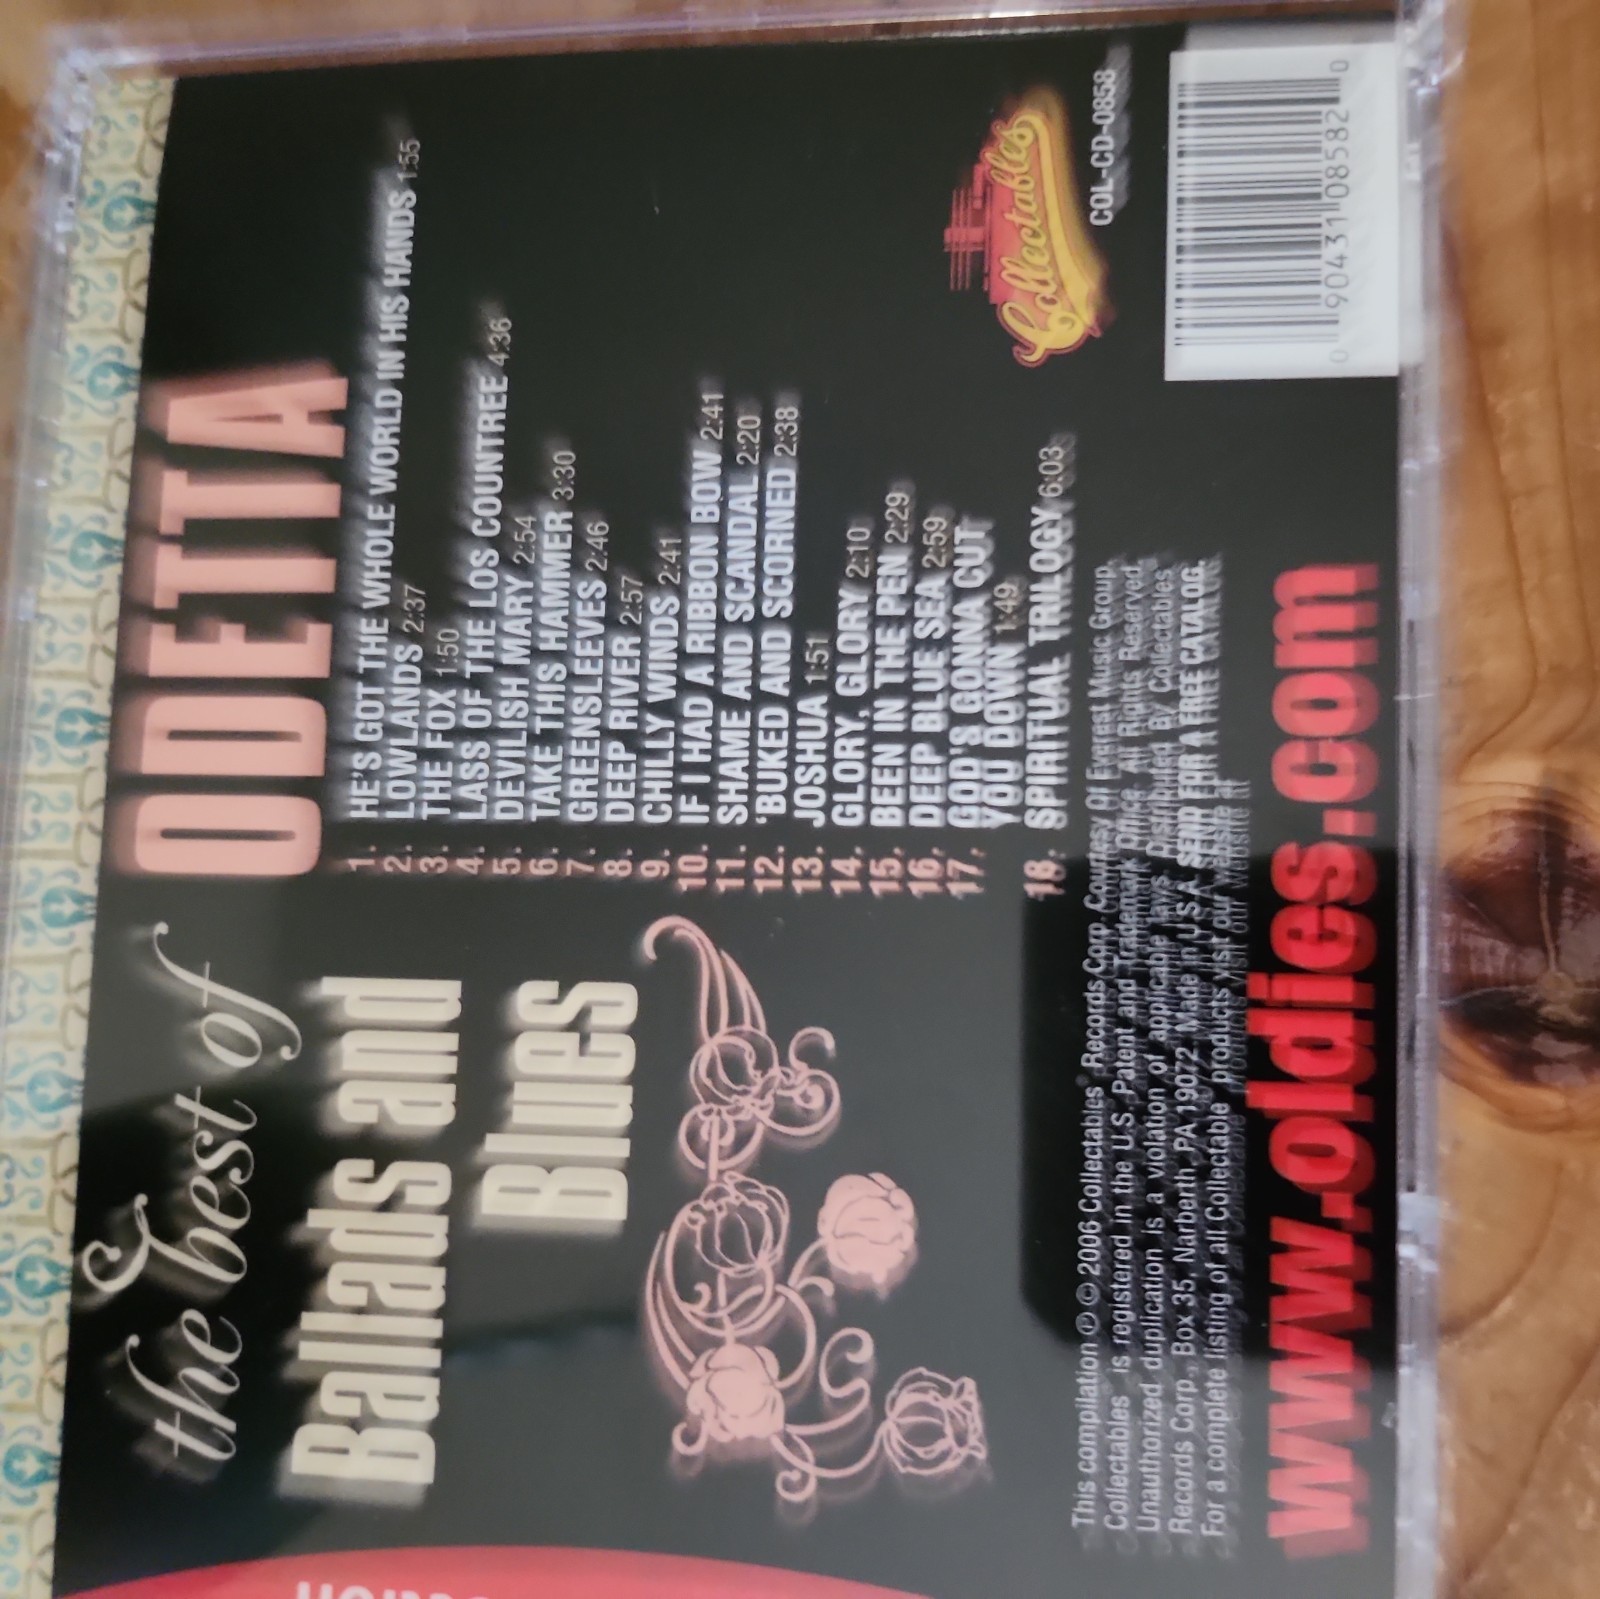 the best of
ODETTA
Ballads and
Blues
1. HE'S GOT THE WHOLE WORLD IN HIS HANDS 1:55
2. LOWLANDS 2:37
3. THE FOX 1:50
4. LASS OF THE LOS COUNTREE 4:36
5. DEVILISH MARY 2:54
6. TAKE THIS HAMMER 3:30
7. GREENSLEEVES 2:46
8. DEEP RIVER 2:57
9. CHILLY WINDS 2:41
10. IF I HAD A RIBBON BOW 2:41
11. SHAME AND SCANDAL 2:20
12. 'BUKED AND SCORNED 2:38
13. JOSHUA 1:51
14. GLORY, GLORY 2:10
15. BEEN IN THE PEN 2:29
16. DEEP BLUE SEA 2:59
17. GOD'S GONNA CUT
YOU DOWN 1:49
18. SPIRITUAL TRILOGY 6:03
Collectables
COL-CD-0858
This compilation ℗ © 2006 Collectables® Records Corp. Courtesy Of Everest Music Group.
Collectables® is registered in the U.S. Patent and Trademark Office. All Rights Reserved.
Unauthorized duplication is a violation of applicable laws. Distributed By Collectables®
Records Corp., Box 35, Narberth, PA 19072 Made in U.S.A. SEND FOR A FREE CATALOG.
For a complete listing of all Collectable® products visit our website at
www.oldies.com
0 90431 08582 0